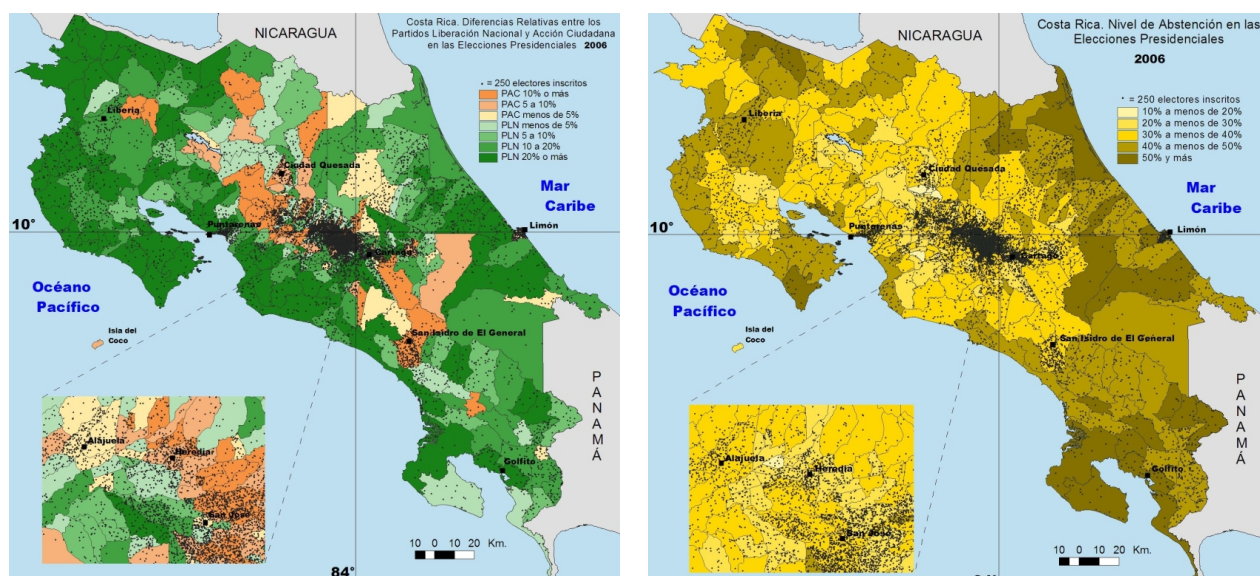 NICARAGUA
Costa Rica. Diferencias Relativas entre los
Partidos Liberación Nacional y Acción Ciudadana
en las Elecciones Presidenciales 2006
• = 250 electores inscritos
PAC 10% o más
PAC 5 a 10%
PAC menos de 5%
PLN menos de 5%
PLN 5 a 10%
PLN 10 a 20%
PLN 20% o más
Liberia
Ciudad Quesada
Mar
Caribe
10°
Puntarenas
Limón
Cartago
Océano
Pacífico
Isla del
Coco
San Isidro de El General
PANAMÁ
Alajuela
Heredia
San José
Golfito
10 0 10 20 Km.
84°
NICARAGUA
Costa Rica. Nivel de Abstención en las
Elecciones Presidenciales
2006
• = 250 electores inscritos
10% a menos de 20%
20% a menos de 30%
30% a menos de 40%
40% a menos de 50%
50% y más
Liberia
Ciudad Quesada
Mar
Caribe
10°
Puntarenas
Limón
Cartago
Océano
Pacífico
Isla del
Coco
San Isidro de El General
PANAMÁ
Alajuela
Heredia
San José
Golfito
10 0 10 20 Km.